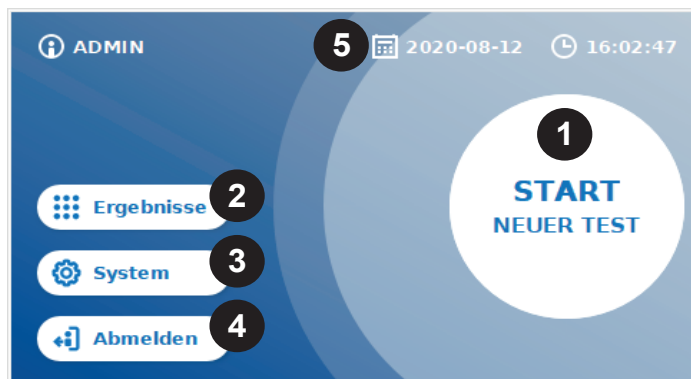 ADMIN
5
2020-08-12
16:02:47
1
START
NEUER TEST
Ergebnisse
2
System
3
Abmelden
4